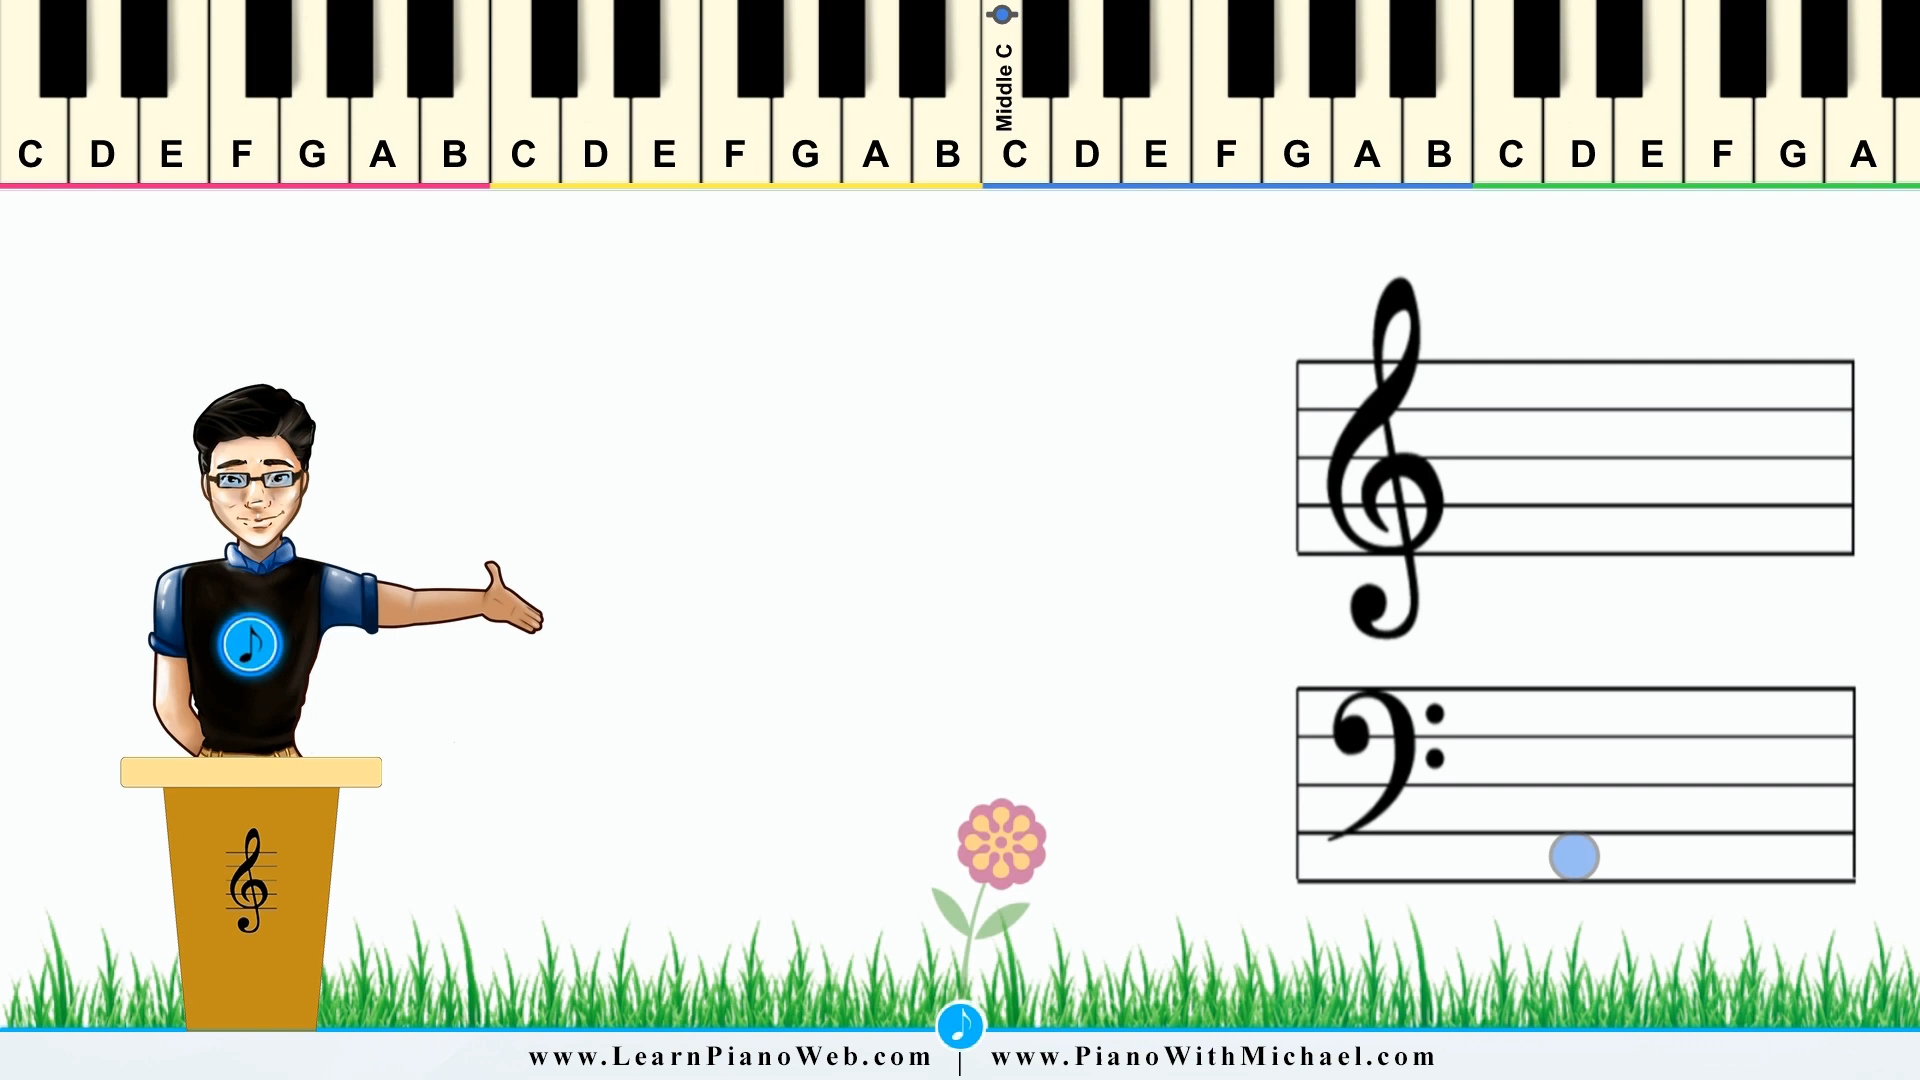 Middle C
C D E F G A B C D E F G A B C D E F G A B C D E F G A
www.LearnPianoWeb.com | www.PianoWithMichael.com